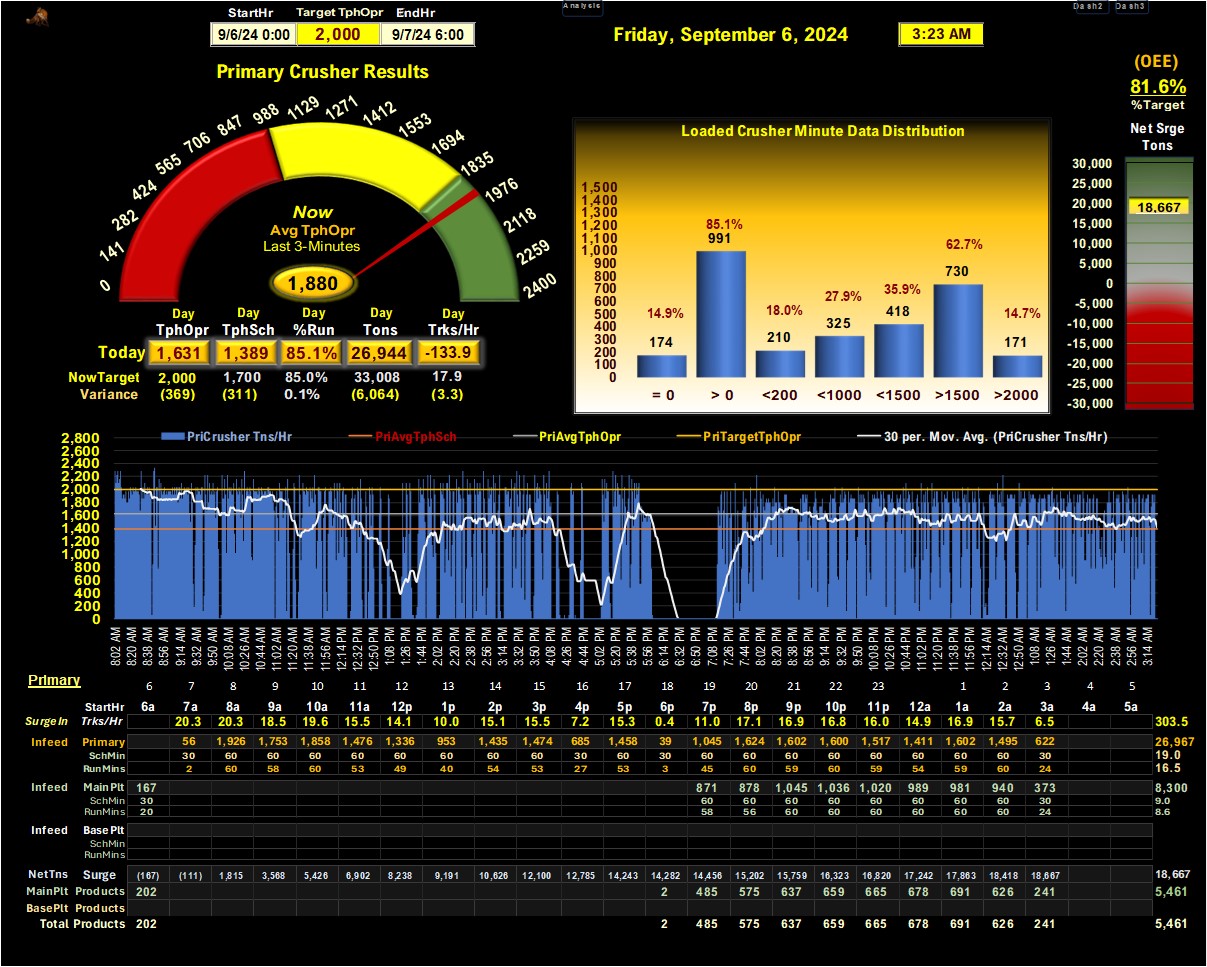 Analysis
Dash2 Dash3
StartHr Target TphOpr EndHr
9/6/24 0:00 2,000 9/7/24 6:00
Friday, September 6, 2024
3:23 AM
(OEE)
81.6%
%Target
Primary Crusher Results
0
141
282
424
565
706
847
988
1129
1271
1412
1553
1694
1835
1976
2118
2259
2400
Now
Avg TphOpr
Last 3-Minutes
1,880
Day Day Day Day Day
TphOpr TphSch %Run Tons Trks/Hr
Today 1,631 1,389 85.1% 26,944 -133.9
NowTarget 2,000 1,700 85.0% 33,008 17.9
Variance (369) (311) 0.1% (6,064) (3.3)
Loaded Crusher Minute Data Distribution
1,500
1,400
1,300
1,200
1,100
1,000
900
800
700
600
500
400
300
200
100
0
14.9% 85.1% 18.0% 27.9% 35.9% 62.7% 14.7%
174 991 210 325 418 730 171
= 0 > 0 <200 <1000 <1500 >1500 >2000
Net Srge
Tons
30,000
25,000
20,000
15,000
10,000
5,000
0
-5,000
-10,000
-15,000
-20,000
-25,000
-30,000
18,667
PriCrusher Tns/Hr PriAvgTphSch PriAvgTphOpr PriTargetTphOpr 30 per. Mov. Avg. (PriCrusher Tns/Hr)
2,800
2,600
2,400
2,200
2,000
1,800
1,600
1,400
1,200
1,000
800
600
400
200
0
8:02 AM 8:20 AM 8:38 AM 8:56 AM 9:14 AM 9:32 AM 9:50 AM 10:08 AM 10:26 AM 10:44 AM 11:02 AM 11:20 AM 11:38 AM 11:56 AM 12:14 PM 12:32 PM 12:50 PM 1:08 PM 1:26 PM 1:44 PM 2:02 PM 2:20 PM 2:38 PM 2:56 PM 3:14 PM 3:32 PM 3:50 PM 4:08 PM 4:26 PM 4:44 PM 5:02 PM 5:20 PM 5:38 PM 5:56 PM 6:14 PM 6:32 PM 6:50 PM 7:08 PM 7:26 PM 7:44 PM 8:02 PM 8:20 PM 8:38 PM 8:56 PM 9:14 PM 9:32 PM 9:50 PM 10:08 PM 10:26 PM 10:44 PM 11:02 PM 11:20 PM 11:38 PM 11:56 PM 12:14 AM 12:32 AM 12:50 AM 1:08 AM 1:26 AM 1:44 AM 2:02 AM 2:20 AM 2:38 AM 2:56 AM 3:14 AM
Primary
6 7 8 9 10 11 12 13 14 15 16 17 18 19 20 21 22 23 1 2 3 4 5
StartHr 6a 7a 8a 9a 10a 11a 12p 1p 2p 3p 4p 5p 6p 7p 8p 9p 10p 11p 12a 1a 2a 3a 4a 5a
Surge In Trks/Hr 20.3 20.3 18.5 19.6 15.5 14.1 10.0 15.1 15.5 7.2 15.3 0.4 11.0 17.1 16.9 16.8 16.0 14.9 16.9 15.7 6.5 303.5
Infeed Primary 56 1,926 1,753 1,858 1,476 1,336 953 1,435 1,474 685 1,458 39 1,045 1,624 1,602 1,600 1,517 1,411 1,602 1,495 622 26,967
SchMin 30 60 60 60 60 60 60 60 60 30 60 30 60 60 60 60 60 60 60 60 30 19.0
RunMins 2 60 58 60 53 49 40 54 53 27 53 3 45 60 59 60 59 54 59 60 24 16.5
Infeed Main Plt 167 871 878 1,045 1,036 1,020 989 981 940 373 8,300
SchMin 30 60 60 60 60 60 60 60 60 30 9.0
RunMins 20 58 56 60 60 60 60 60 60 24 8.6
Infeed Base Plt
SchMin
RunMins
NetTns Surge (167) (111) 1,815 3,568 5,426 6,902 8,238 9,191 10,626 12,100 12,785 14,243 14,282 14,456 15,202 15,759 16,323 16,820 17,242 17,863 18,418 18,667 18,667
MainPlt Products 202 2 485 575 637 659 665 678 691 626 241 5,461
BasePlt Products
Total Products 202 2 485 575 637 659 665 678 691 626 241 5,461